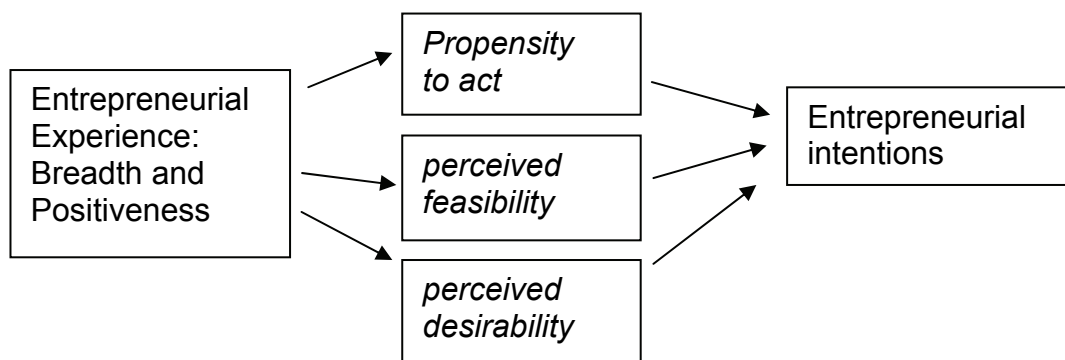 Entrepreneurial
Experience:
Breadth and
Positiveness
Propensity
to act
perceived
feasibility
perceived
desirability
Entrepreneurial
intentions